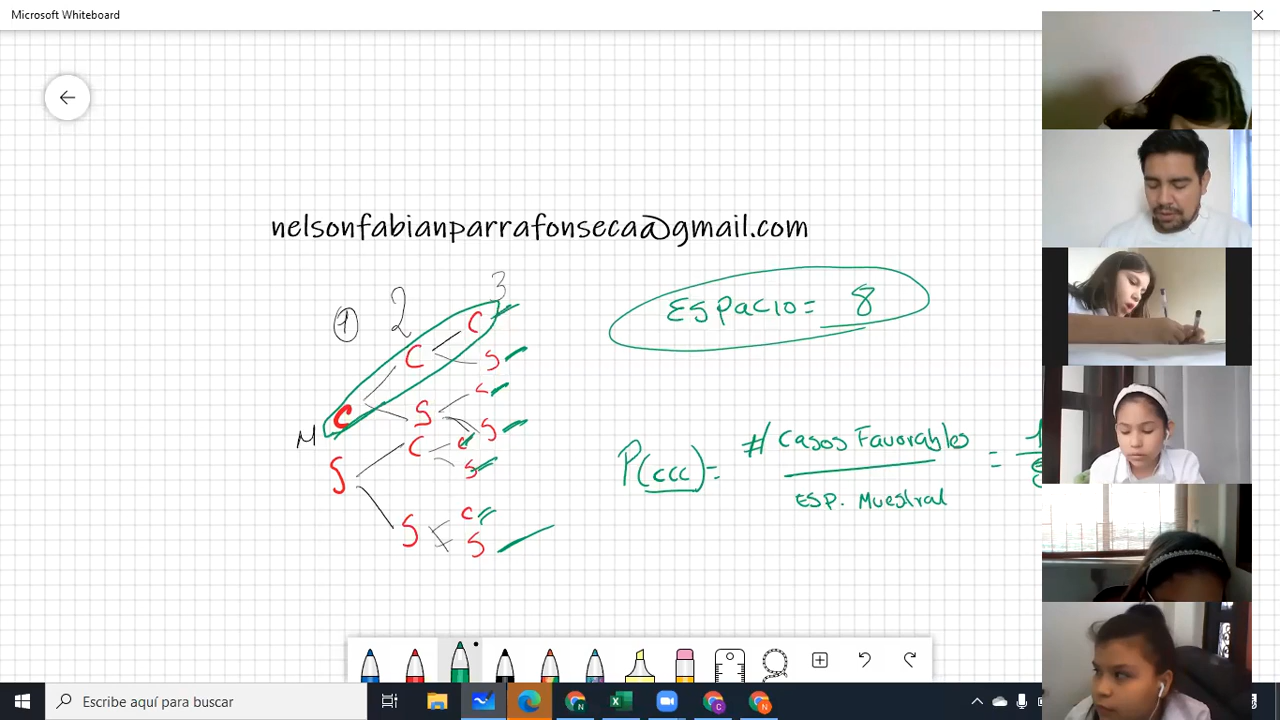 Microsoft Whiteboard
nelsonfabianparrafonseca@gmail.com
1 2 3
Espacio = 8
C C C
S
S C
S
M
S C C
S
S C
S
P(ccc) = # Casos Favorables / Esp. Muestral =
Escribe aquí para buscar